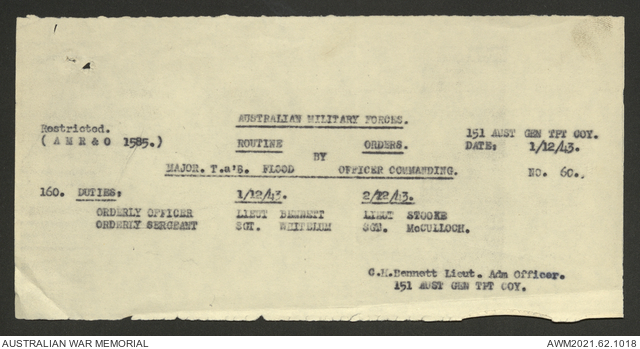 AUSTRALIAN MILITARY FORCES.
Restricted.
( A M R & O 1585.)
ROUTINE ORDERS.
BY
MAJOR. T.a'B. FLOOD OFFICER COMMANDING.
151 AUST GEN TPT COY.
DATE; 1/12/43.
NO. 60.
160. DUTIES; 1/12/43. 2/12/43.
ORDERLY OFFICER LIEUT BENNETT LIEUT STOOKE
ORDERLY SERGEANT SGT. WHITELUM SGT. McCULLOCH.
C.H.Bennett Lieut. Adm Officer.
151 AUST GEN TPT COY.
AUSTRALIAN WAR MEMORIAL
AWM2021.62.1018